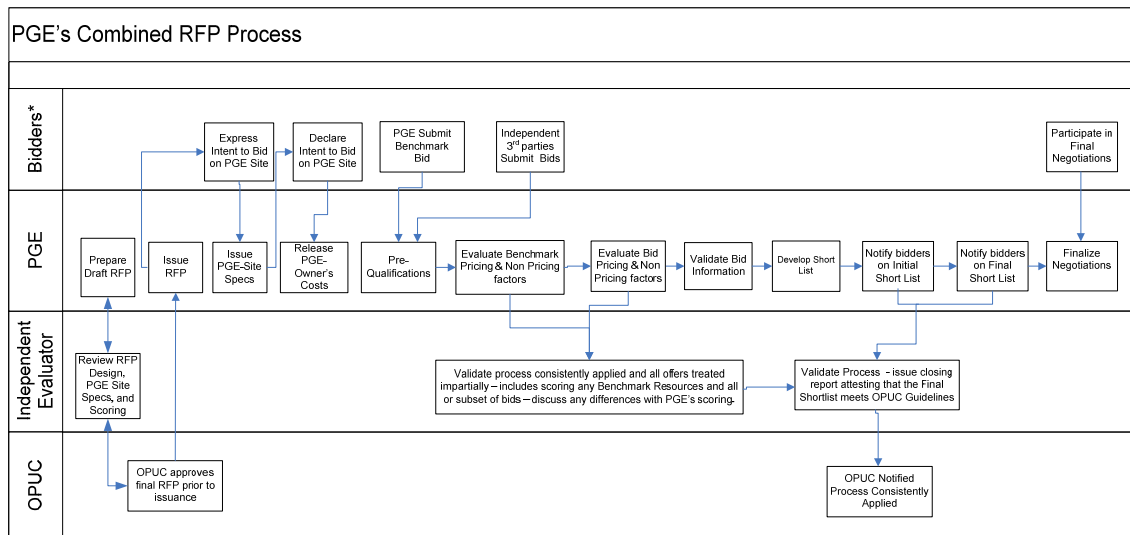 PGE's Combined RFP Process
Bidders*
Express
Intent to Bid
on PGE Site
Declare
Intent to Bid
on PGE Site
PGE Submit
Benchmark
Bid
Independent
3rd parties
Submit Bids
Participate in
Final
Negotiations
PGE
Prepare
Draft RFP
Issue
RFP
Issue
PGE-Site
Specs
Release
PGE-
Owner's
Costs
Pre-
Qualifications
Evaluate Benchmark
Pricing & Non Pricing
factors
Evaluate Bid
Pricing & Non
Pricing factors
Validate Bid
Information
Develop Short
List
Notify bidders
on Initial
Short List
Notify bidders
on Final
Short List
Finalize
Negotiations
Independent
Evaluator
Review RFP
Design,
PGE Site
Specs, and
Scoring
Validate process consistently applied and all offers treated
impartially – includes scoring any Benchmark Resources and all
or subset of bids – discuss any differences with PGE's scoring.
Validate Process - issue closing
report attesting that the Final
Shortlist meets OPUC Guidelines
OPUC
OPUC approves
final RFP prior to
issuance
OPUC Notified
Process Consistently
Applied